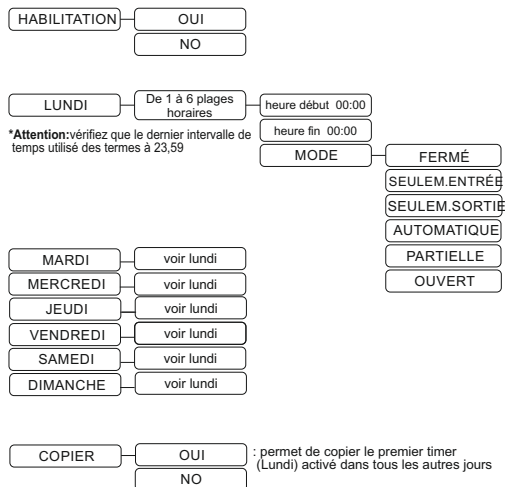 HABILITATION OUI
NO
LUNDI De 1 à 6 plages horaires heure début 00:00
*Attention:vérifiez que le dernier intervalle de
temps utilisé des termes à 23,59
heure fin 00:00
MODE FERMÉ
SEULEM.ENTRÉE
SEULEM.SORTIE
AUTOMATIQUE
PARTIELLE
OUVERT
MARDI voir lundi
MERCREDI voir lundi
JEUDI voir lundi
VENDREDI voir lundi
SAMEDI voir lundi
DIMANCHE voir lundi
COPIER OUI : permet de copier le premier timer
(Lundi) activé dans tous les autres jours
NO